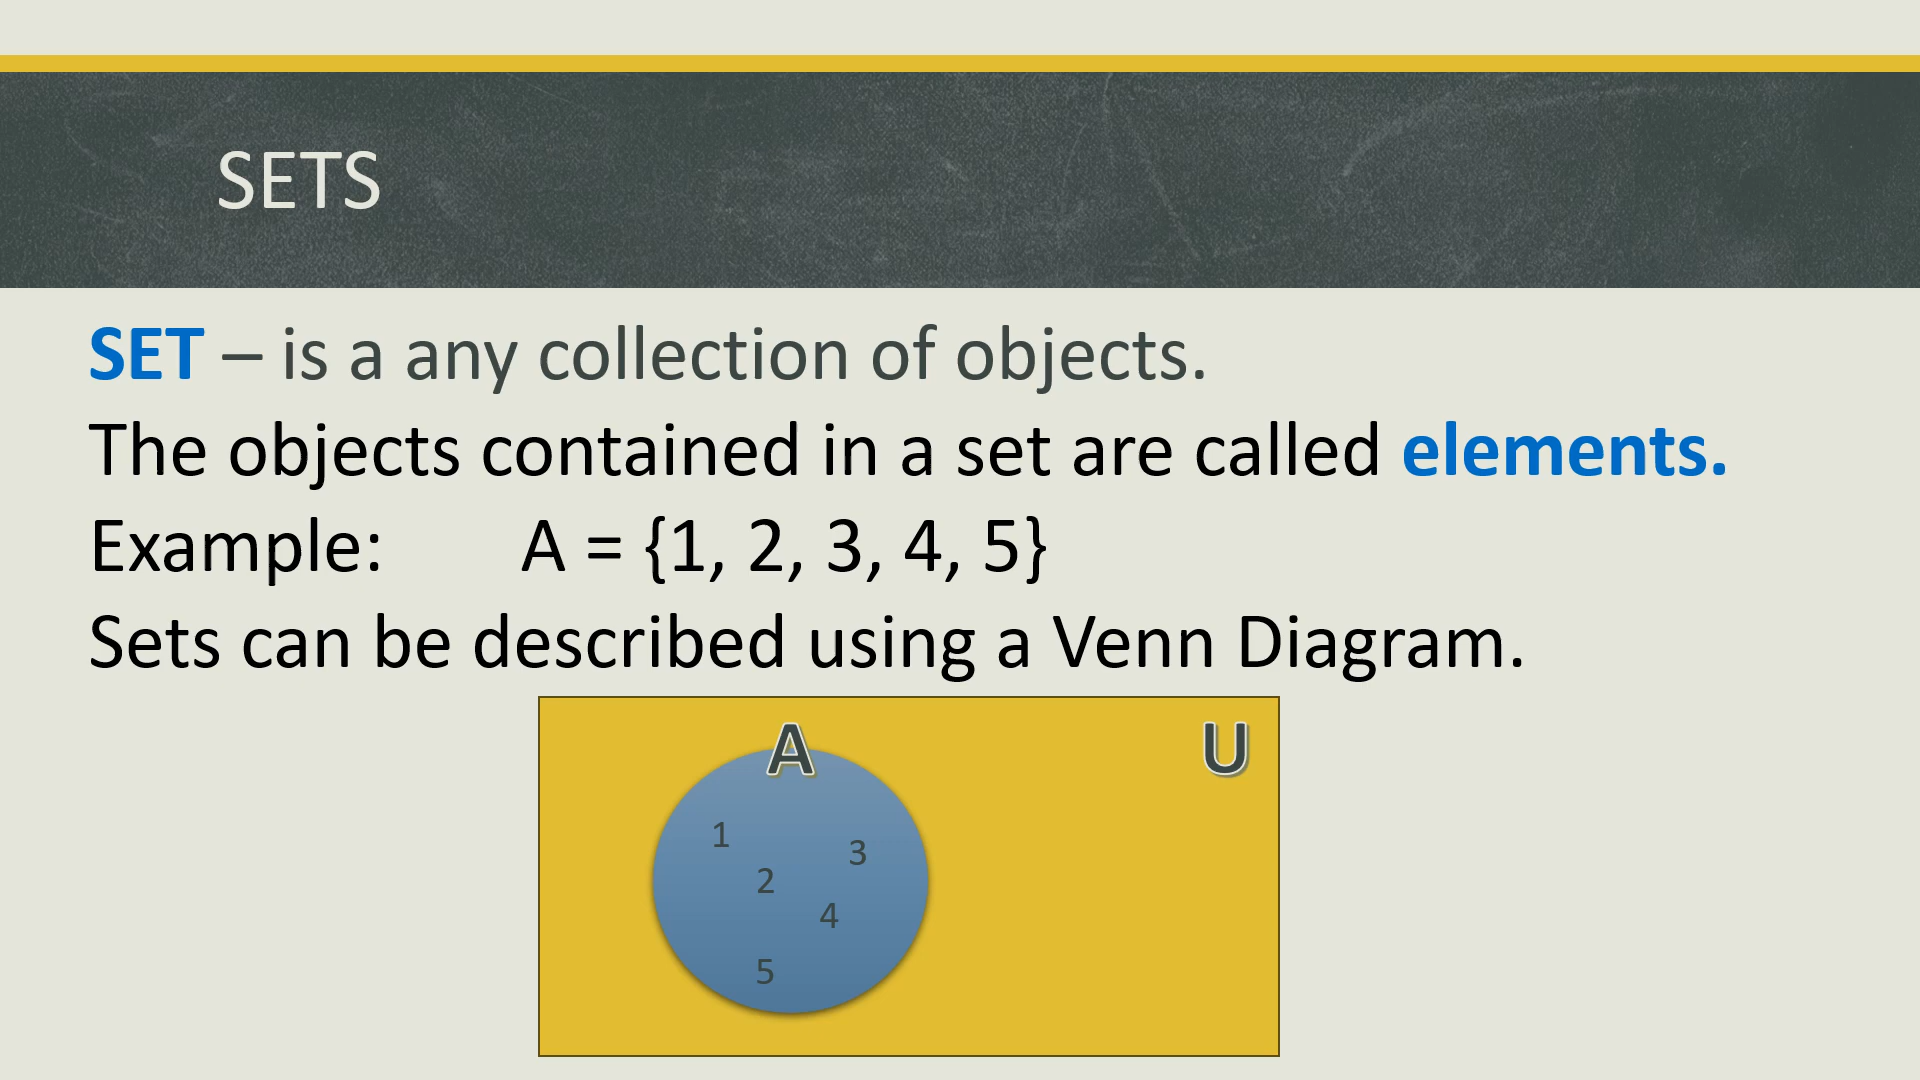 SETS
SET – is a any collection of objects.
The objects contained in a set are called elements.
Example: A = {1, 2, 3, 4, 5}
Sets can be described using a Venn Diagram.
A U
1
3
2
4
5